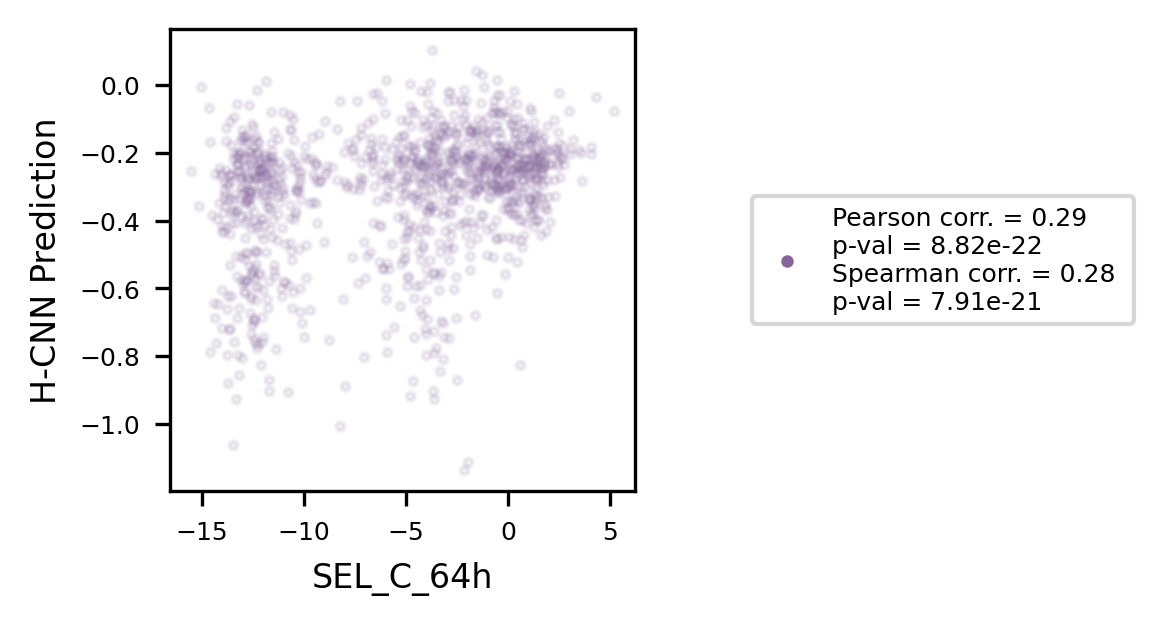 H-CNN Prediction
0.0
−0.2
−0.4
−0.6
−0.8
−1.0
−15 −10 −5 0 5
SEL_C_64h
Pearson corr. = 0.29
p-val = 8.82e-22
Spearman corr. = 0.28
p-val = 7.91e-21